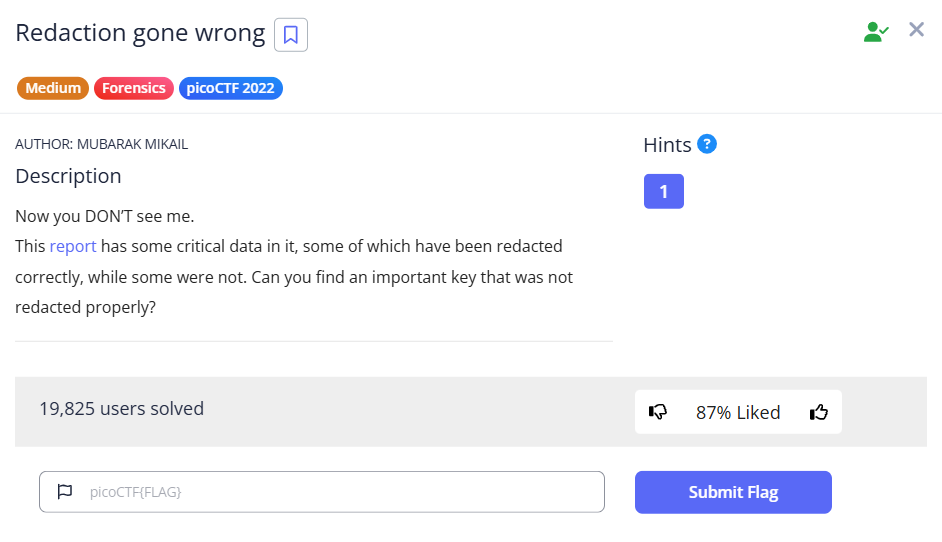 Redaction gone wrong
Medium Forensics picoCTF 2022
AUTHOR: MUBARAK MIKAIL
Description
Now you DON’T see me.
This report has some critical data in it, some of which have been redacted
correctly, while some were not. Can you find an important key that was not
redacted properly?
Hints ?
1
19,825 users solved
87% Liked
picoCTF{FLAG}
Submit Flag